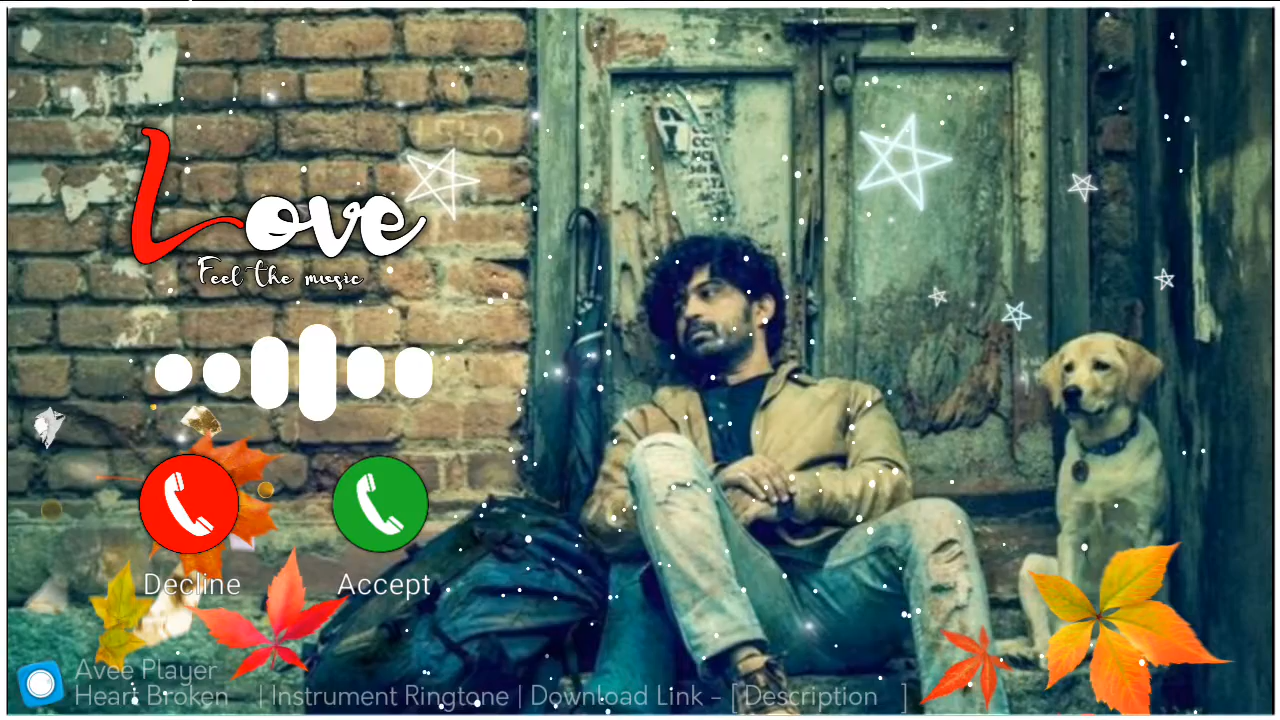 Love
Feel the music
Decline
Accept
Avee Player
Heart Broken | Instrument Ringtone | Download Link - [ Description ]